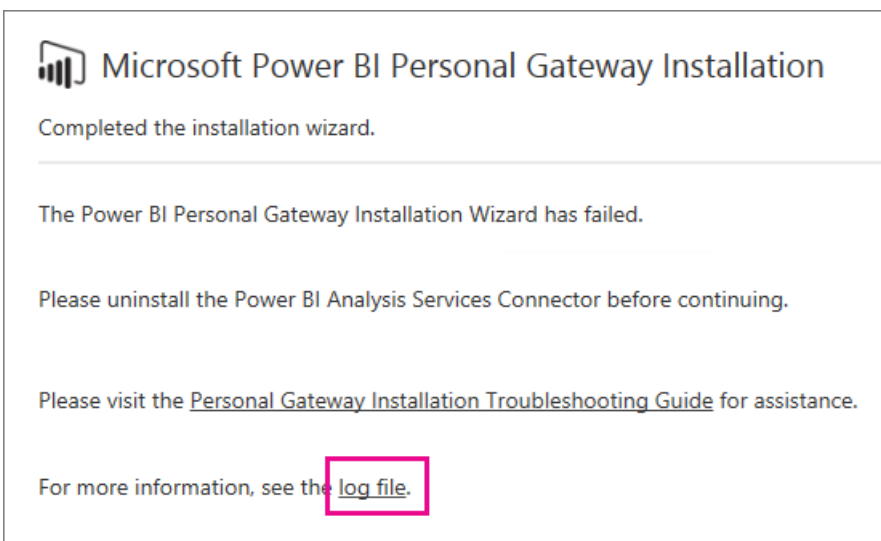 Microsoft Power BI Personal Gateway Installation
Completed the installation wizard.
The Power BI Personal Gateway Installation Wizard has failed.
Please uninstall the Power BI Analysis Services Connector before continuing.
Please visit the Personal Gateway Installation Troubleshooting Guide for assistance.
For more information, see the log file.